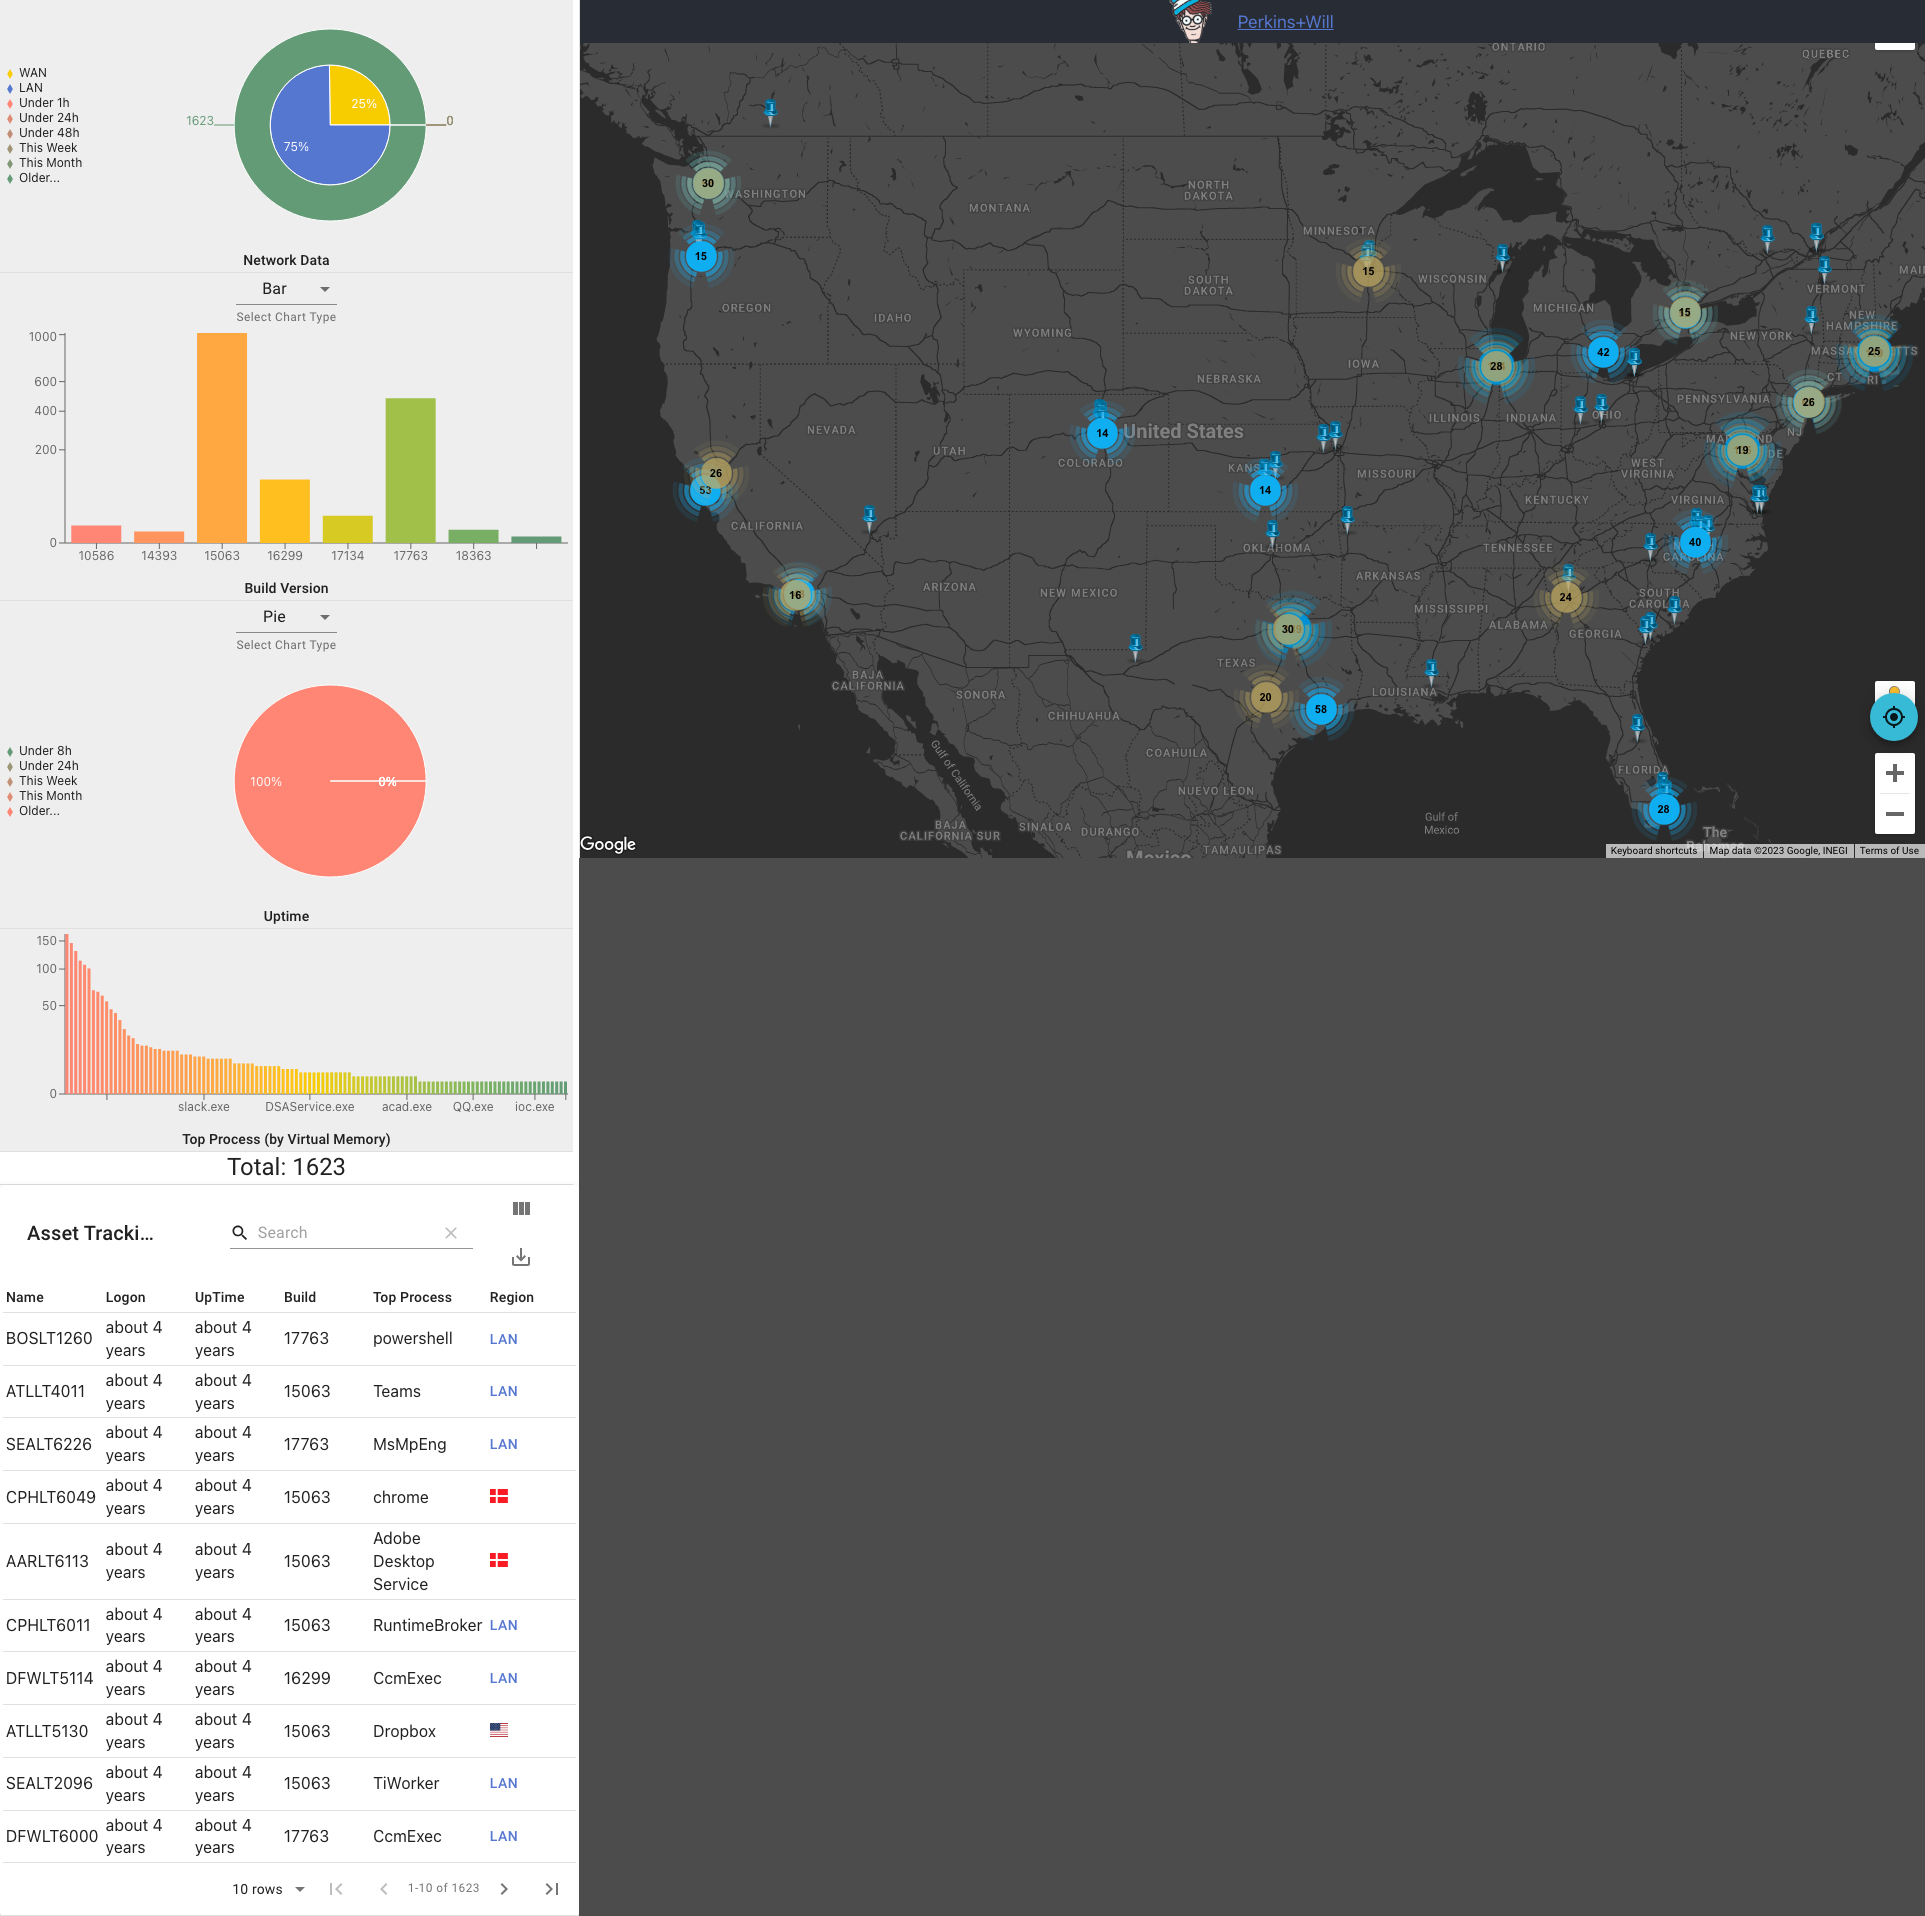 WAN
LAN
Under 1h
Under 24h
Under 48h
This Week
This Month
Older...
1623
0
25%
75%
Network Data
Bar
Select Chart Type
1000
600
400
200
0
10586 14393 15063 16299 17134 17763 18363
Build Version
Pie
Select Chart Type
Under 8h
Under 24h
This Week
This Month
Older...
100%
0%
Uptime
150
100
50
0
slack.exe DSAService.exe acad.exe QQ.exe ioc.exe
Top Process (by Virtual Memory)
Total: 1623
Asset Tracki...
Search
Name Logon UpTime Build Top Process Region
BOSLT1260 about 4 years about 4 years 17763 powershell LAN
ATLLT4011 about 4 years about 4 years 15063 Teams LAN
SEALT6226 about 4 years about 4 years 17763 MsMpEng LAN
CPHLT6049 about 4 years about 4 years 15063 chrome
AARLT6113 about 4 years about 4 years 15063 Adobe Desktop Service
CPHLT6011 about 4 years about 4 years 15063 RuntimeBroker LAN
DFWLT5114 about 4 years about 4 years 16299 CcmExec LAN
ATLLT5130 about 4 years about 4 years 15063 Dropbox
SEALT2096 about 4 years about 4 years 15063 TiWorker LAN
DFWLT6000 about 4 years about 4 years 17763 CcmExec LAN
10 rows
1-10 of 1623
Perkins+Will
ONTARIO
QUEBEC
30
WASHINGTON
MONTANA
NORTH DAKOTA
MINNESOTA
15
OREGON
IDAHO
WYOMING
SOUTH DAKOTA
15
WISCONSIN
MICHIGAN
15
VERMONT
NEW HAMPSHIRE
NEW YORK
25
CT
RI
IOWA
28
42
NEBRASKA
PENNSYLVANIA
26
NJ
ILLINOIS
INDIANA
OHIO
NEVADA
UTAH
14
United States
COLORADO
19
DE
WEST VIRGINIA
VIRGINIA
26
53
CALIFORNIA
14
MISSOURI
KENTUCKY
40
OKLAHOMA
TENNESSEE
ARKANSAS
16
ARIZONA
NEW MEXICO
MISSISSIPPI
ALABAMA
24
GEORGIA
SOUTH CAROLINA
30
TEXAS
20
58
LOUISIANA
BAJA CALIFORNIA
SONORA
CHIHUAHUA
COAHUILA
Gulf of California
NUEVO LEON
FLORIDA
28
BAJA CALIFORNIA SUR
SINALOA
DURANGO
TAMAULIPAS
Mexico
Gulf of Mexico
The
Google
Keyboard shortcuts
Map data ©2023 Google, INEGI
Terms of Use